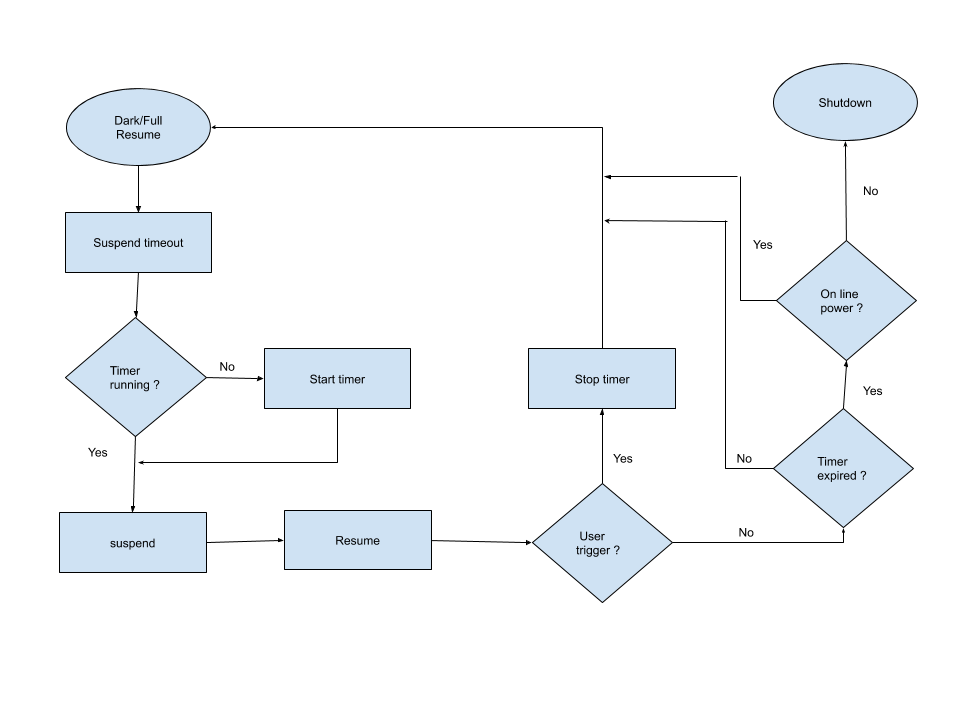 Dark/Full
Resume
Shutdown
No
Suspend timeout
Yes
On line
power ?
Timer
running ?
No
Start timer
Stop timer
Yes
Yes
Yes
No
Timer
expired ?
suspend
Resume
User
trigger ?
No